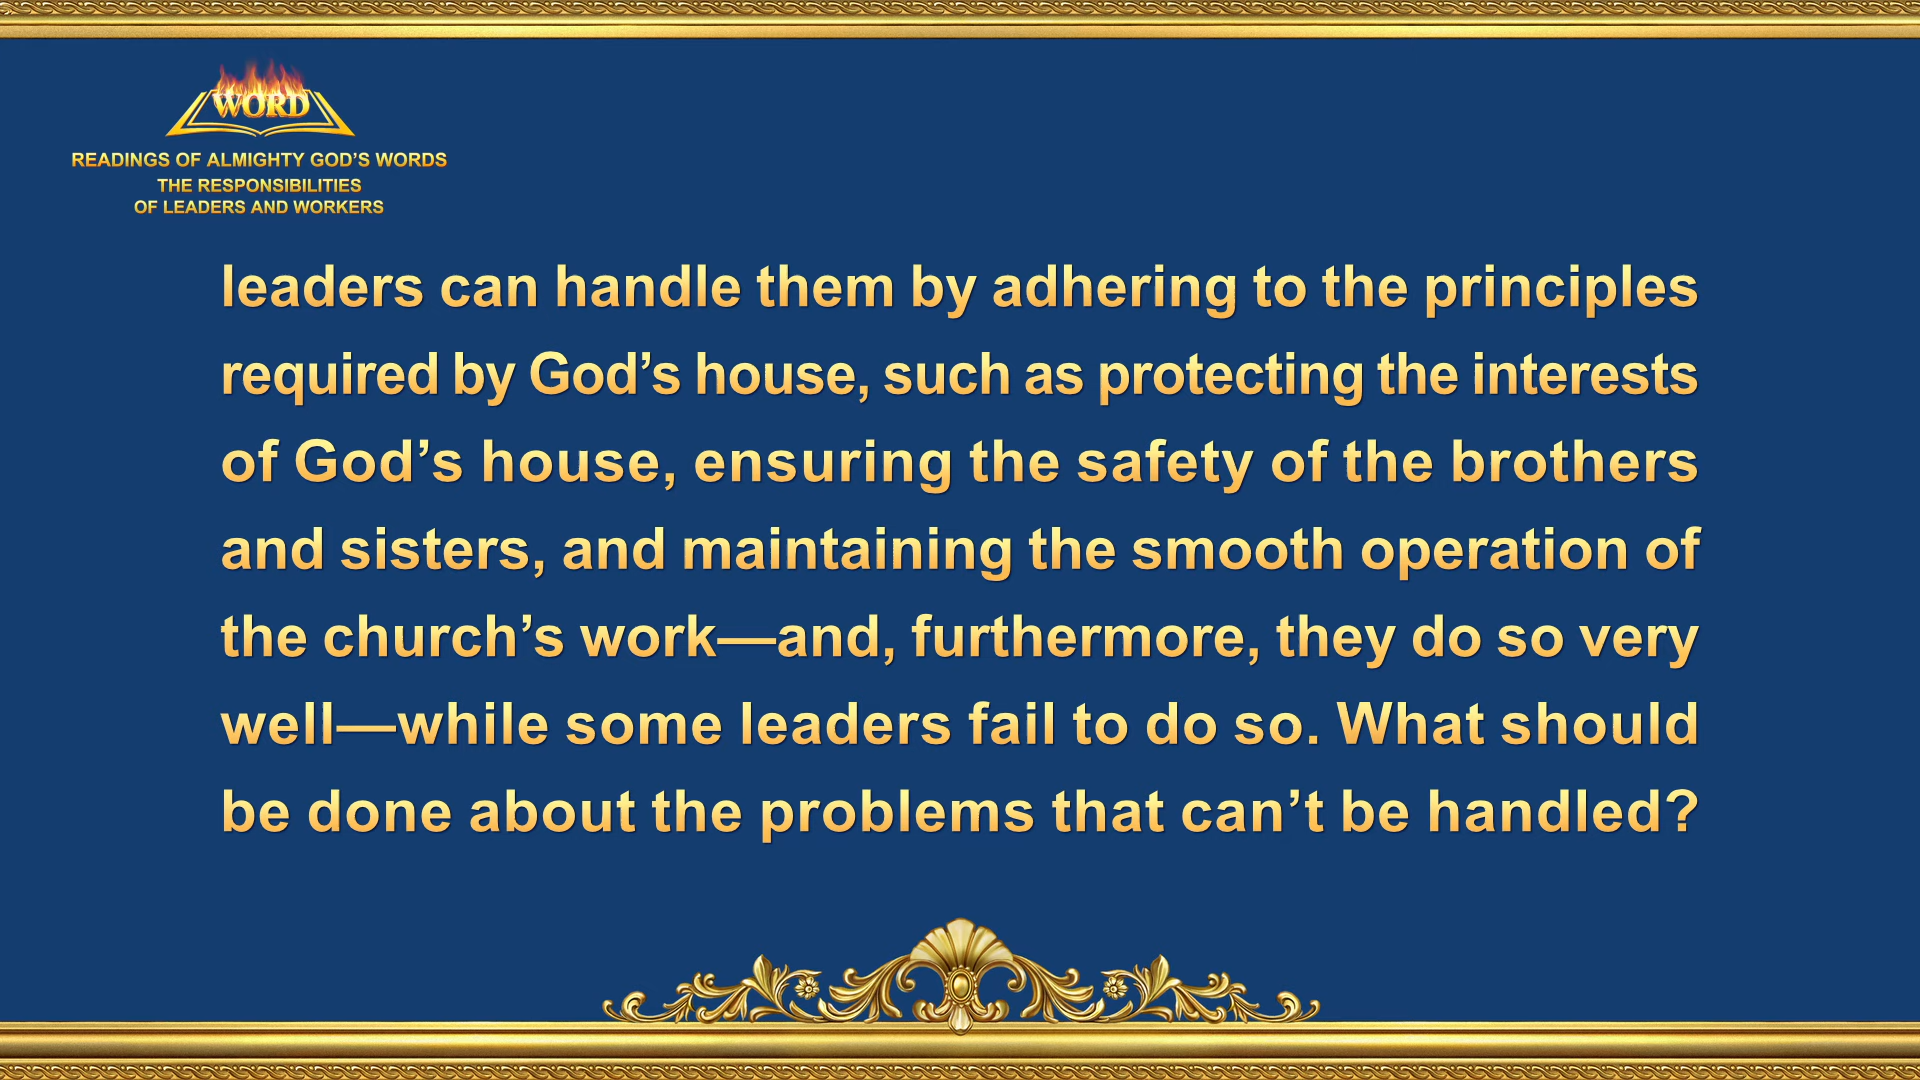 WORD
READINGS OF ALMIGHTY GOD’S WORDS
THE RESPONSIBILITIES
OF LEADERS AND WORKERS
leaders can handle them by adhering to the principles
required by God’s house, such as protecting the interests
of God’s house, ensuring the safety of the brothers
and sisters, and maintaining the smooth operation of
the church’s work—and, furthermore, they do so very
well—while some leaders fail to do so. What should
be done about the problems that can’t be handled?